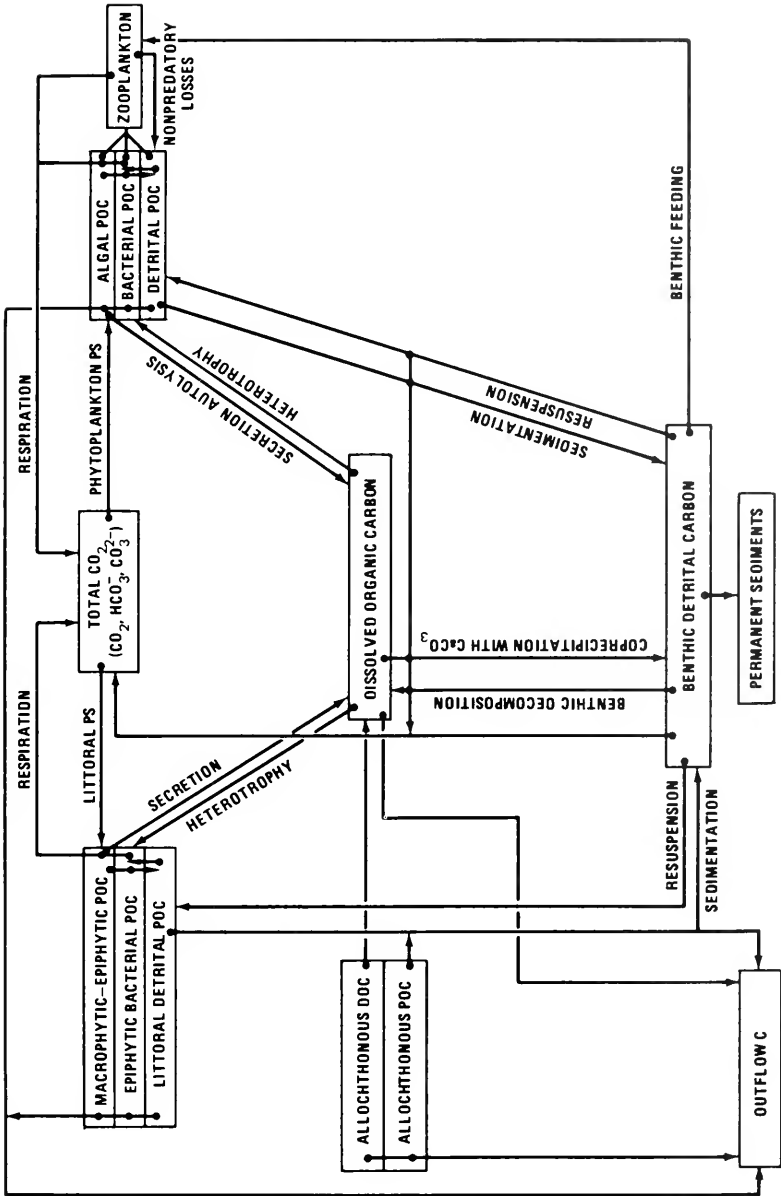 RESPIRATION
RESPIRATION
ZOOPLANKTON
NONPREDATORY
LOSSES
MACROPHYTIC–EPIPHYTIC POC
EPIPHYTIC BACTERIAL POC
LITTORAL DETRITAL POC
LITTORAL PS
TOTAL CO2
(CO2, HCO3-, CO3 2-)
PHYTOPLANKTON PS
ALGAL POC
BACTERIAL POC
DETRITAL POC
SECRETION
HETEROTROPHY
HETEROTROPHY
SECRETION AUTOLYSIS
ALLOCHTHONOUS DOC
ALLOCHTHONOUS POC
DISSOLVED ORGANIC CARBON
RESUSPENSION
SEDIMENTATION
BENTHIC DECOMPOSITION
COPRECIPITATION WITH CaCO3
SEDIMENTATION
RESUSPENSION
BENTHIC FEEDING
OUTFLOW C
BENTHIC DETRITAL CARBON
PERMANENT SEDIMENTS